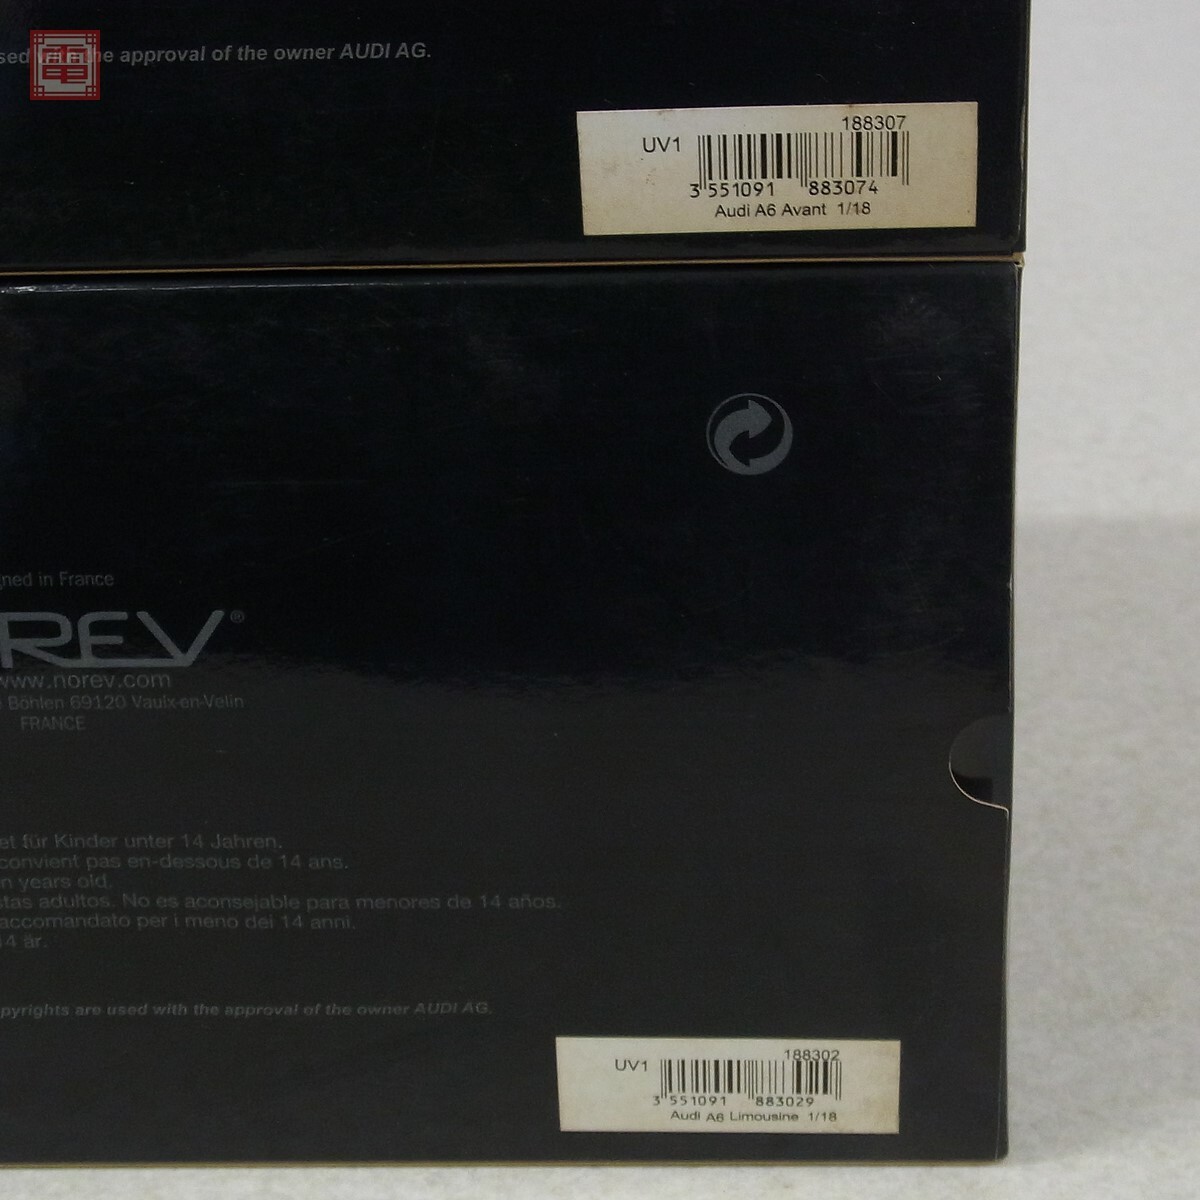 電
sed with the approval of the owner AUDI AG.
188307
UV1
3 551091 883074
Audi A6 Avant 1/18
gned in France
REV®
www.norev.com
Böhlen 69120 Vaulx-en-Velin
FRANCE
et für Kinder unter 14 Jahren.
convient pas en-dessous de 14 ans.
n years old.
stas adultos. No es aconsejable para menores de 14 años.
accomandato per i meno dei 14 anni.
14 år.
pyrights are used with the approval of the owner AUDI AG.
188302
UV1
3 551091 883029
Audi A6 Limousine 1/18